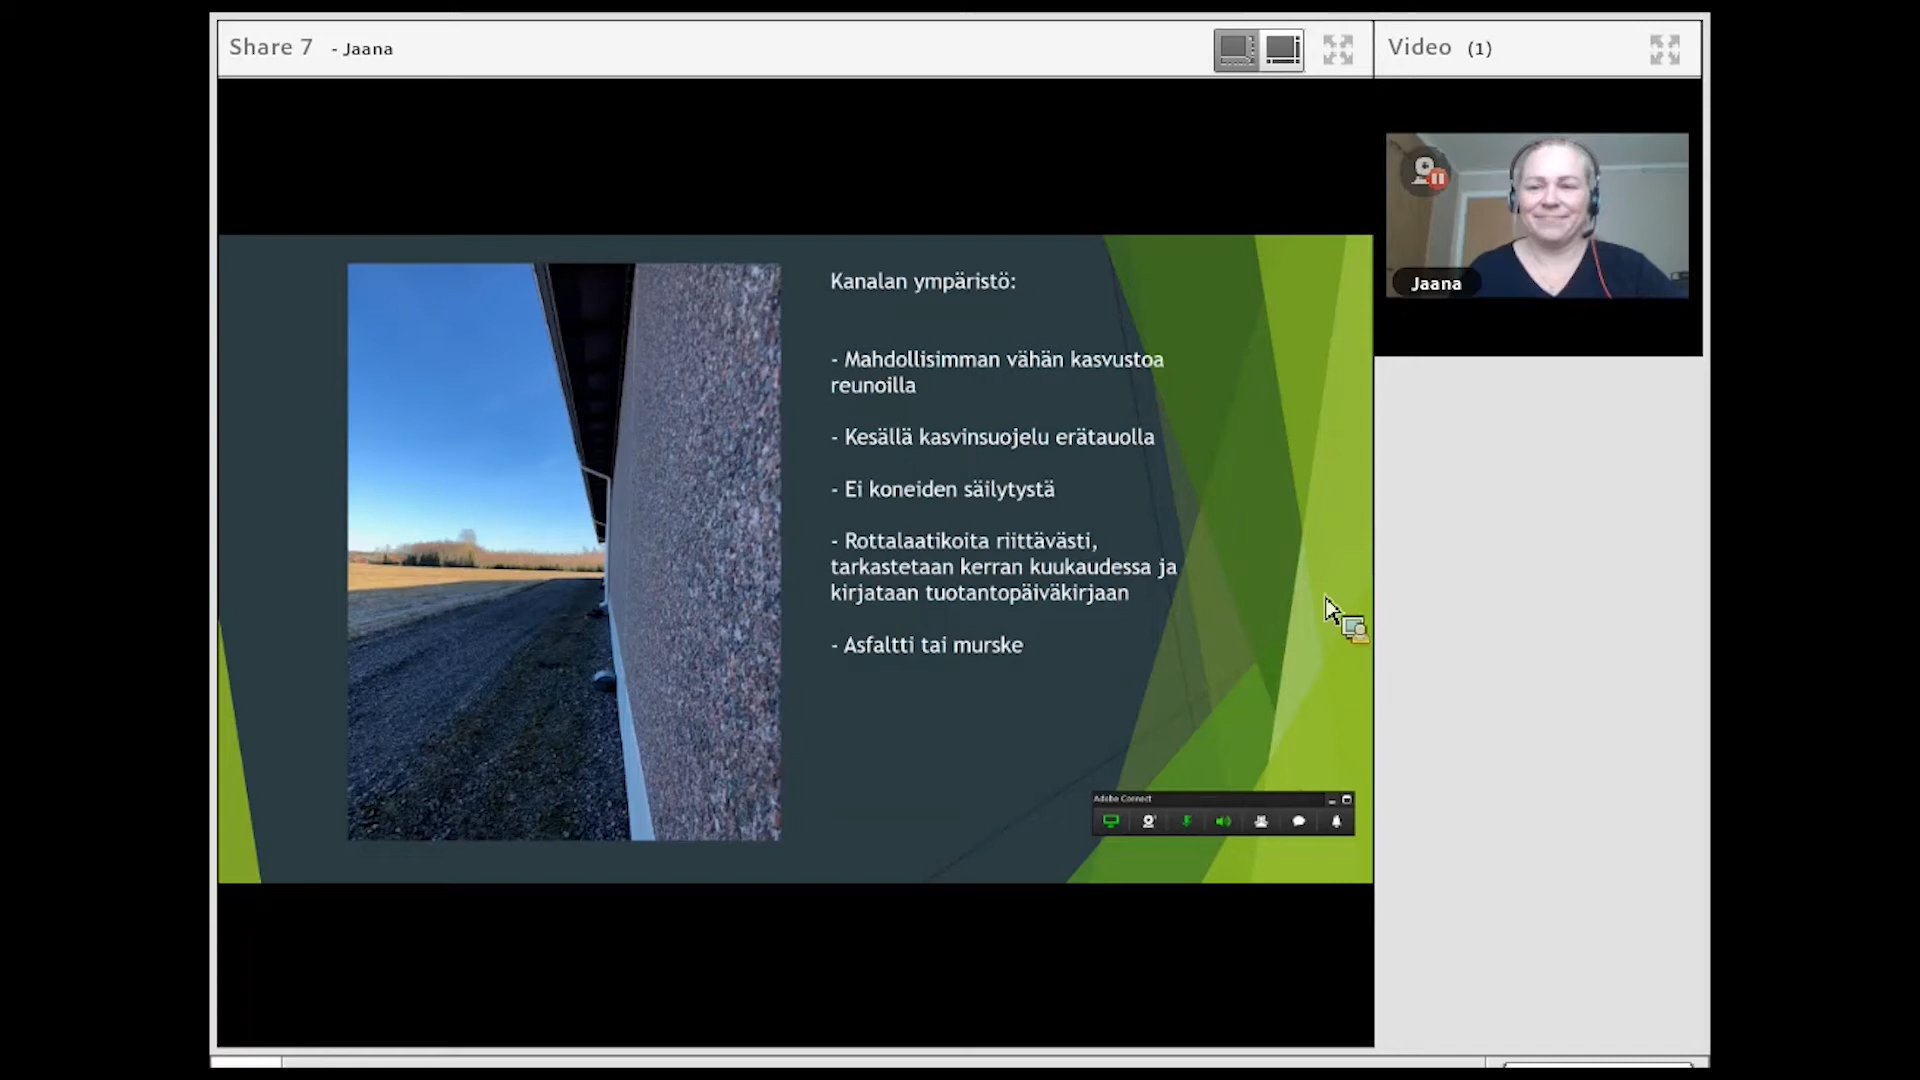 Share 7 - Jaana
Video (1)
Jaana
Kanalan ympäristö:
- Mahdollisimman vähän kasvustoa
reunoilla
- Kesällä kasvinsuojelu erätauolla
- Ei koneiden säilytystä
- Rottalaatikoita riittävästi,
tarkastetaan kerran kuukaudessa ja
kirjataan tuotantopäiväkirjaan
- Asfaltti tai murske
Adobe Connect